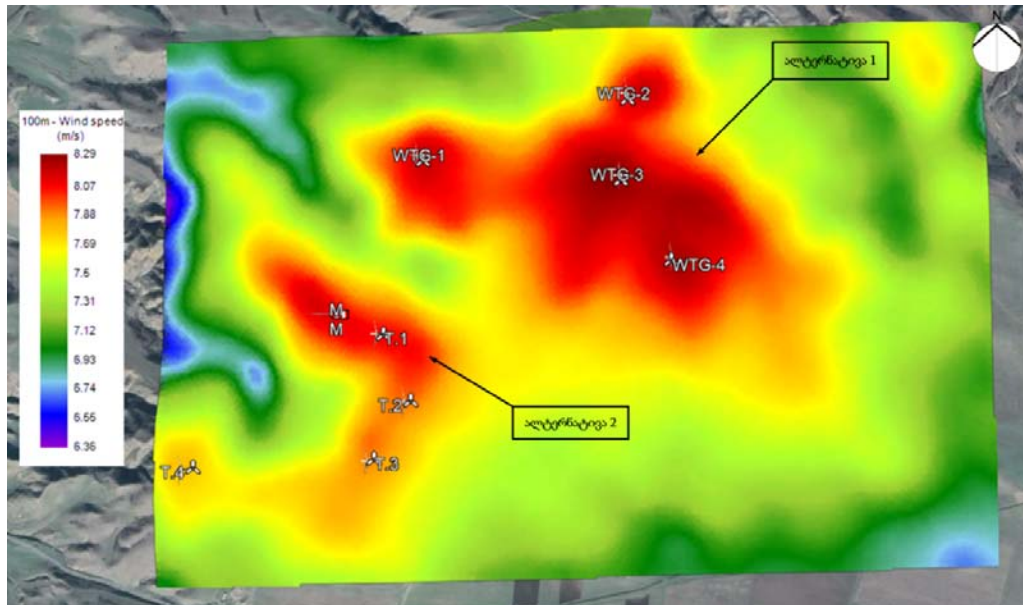 N
ალტერნატივა 1
WTG-2
100m - Wind speed
(m/s)
8.29
8.07
7.88
7.69
7.5
7.31
7.12
6.93
6.74
6.55
6.36
WTG-1
WTG-3
WTG-4
M
M
T.1
T.2
ალტერნატივა 2
T.3
T.4